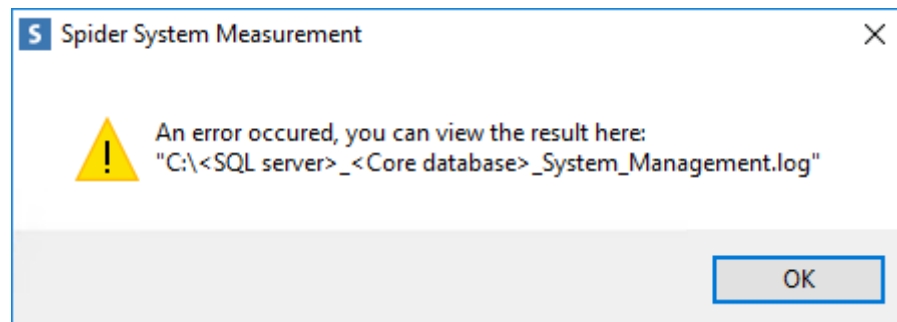 S Spider System Measurement
An error occured, you can view the result here:
"C:\<SQL server>_<Core database>_System_Management.log"
OK